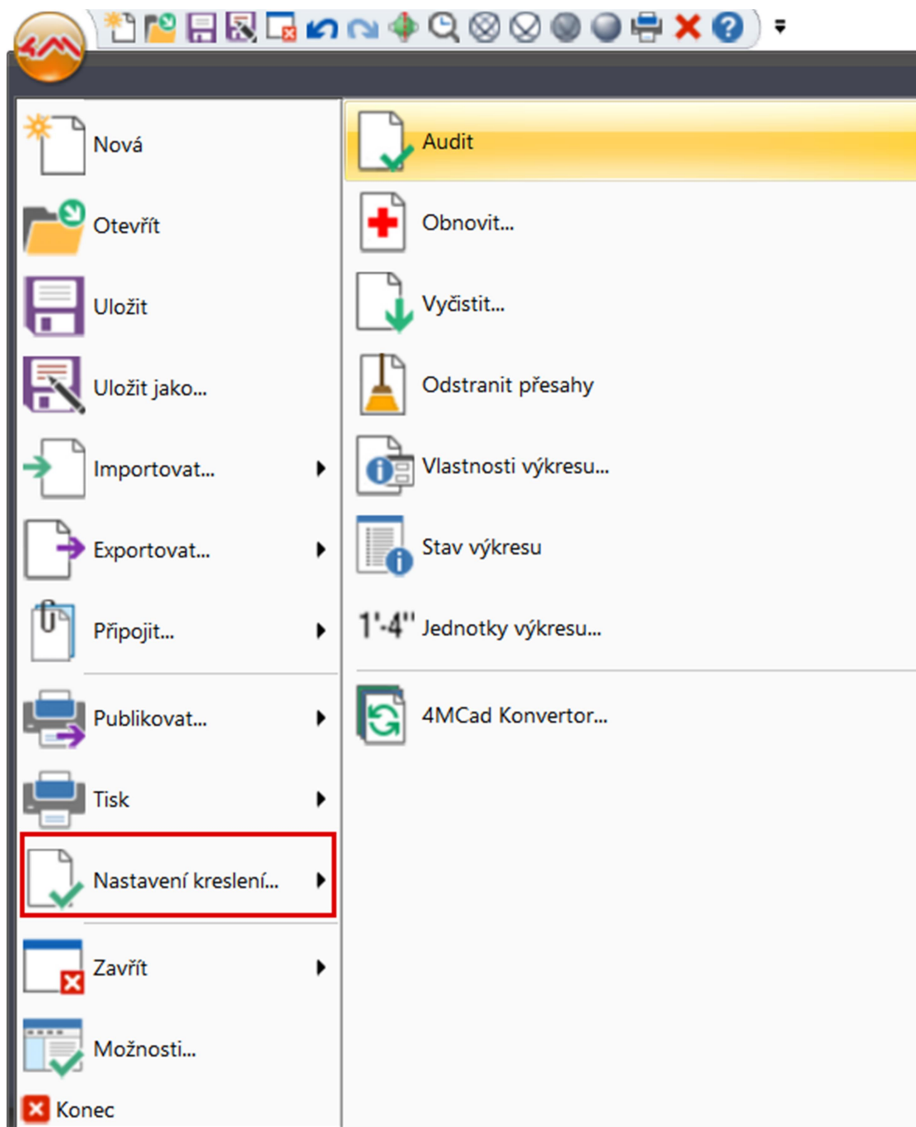 4M
Nová
Otevřít
Uložit
Uložit jako...
Importovat...
Exportovat...
Připojit...
Publikovat...
Tisk
Nastavení kreslení...
Zavřít
Možnosti...
Konec
Audit
Obnovit...
Vyčistit...
Odstranit přesahy
Vlastnosti výkresu...
Stav výkresu
1'-4" Jednotky výkresu...
4MCad Konvertor...